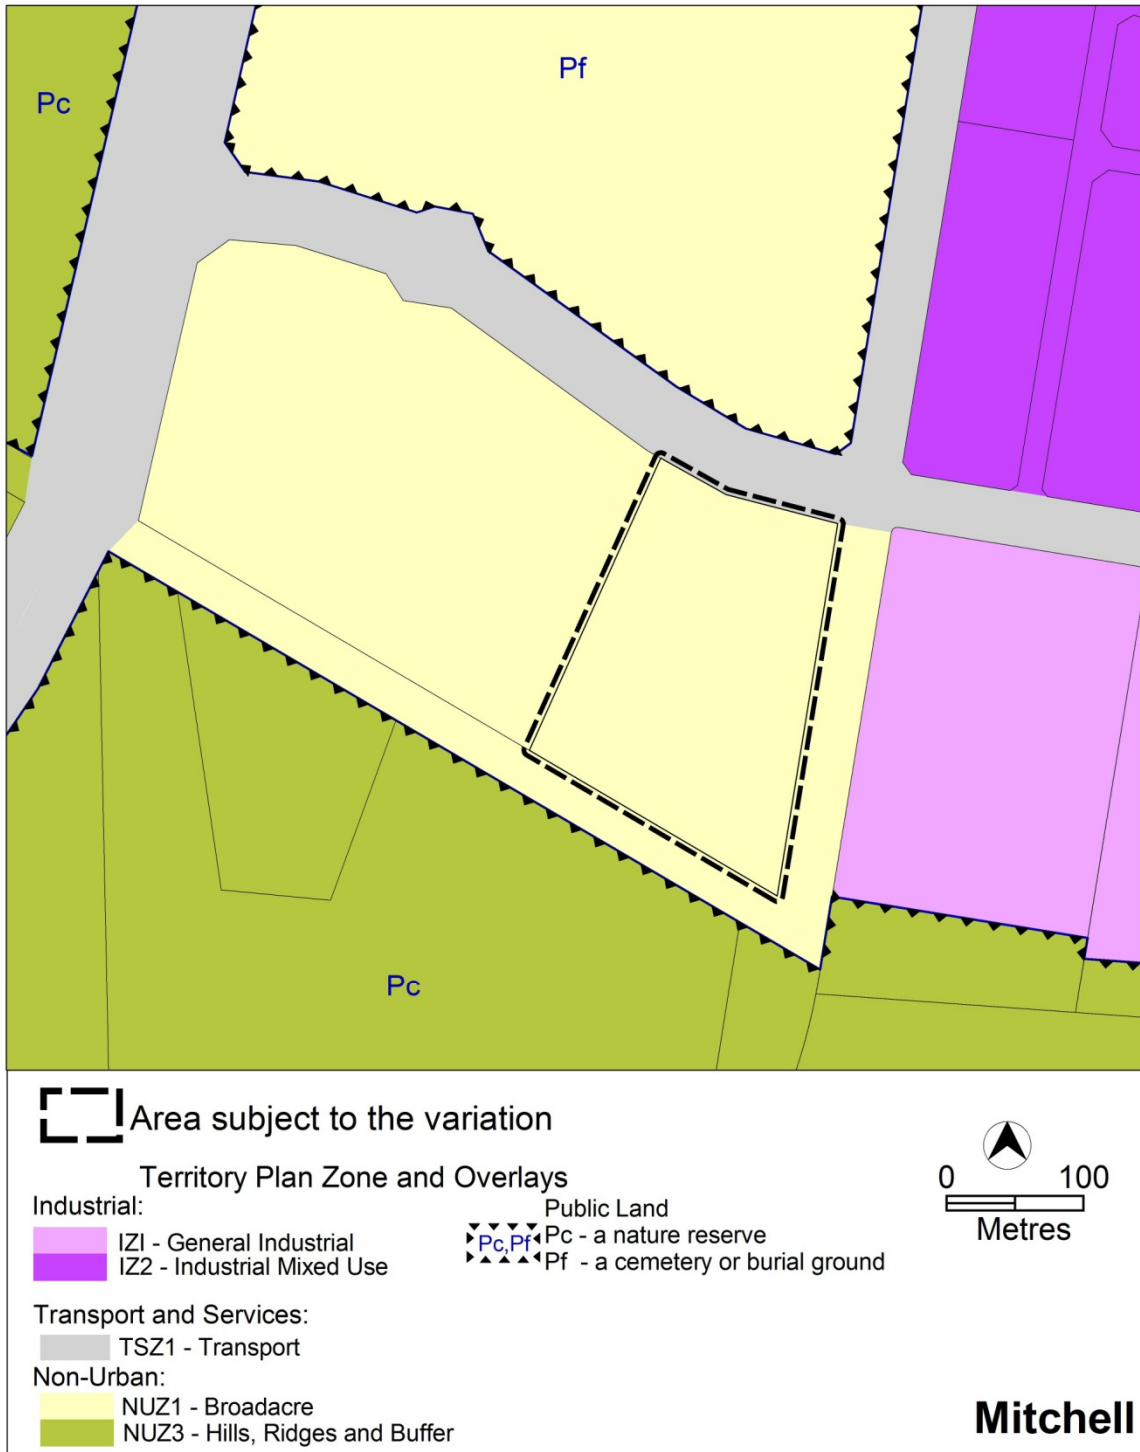 Pf
Pc
Pc
Area subject to the variation
Territory Plan Zone and Overlays
Industrial:
IZI - General Industrial
IZ2 - Industrial Mixed Use
Transport and Services:
TSZ1 - Transport
Non-Urban:
NUZ1 - Broadacre
NUZ3 - Hills, Ridges and Buffer
Public Land
Pc,Pf
Pc - a nature reserve
Pf - a cemetery or burial ground
0 100
Metres
Mitchell